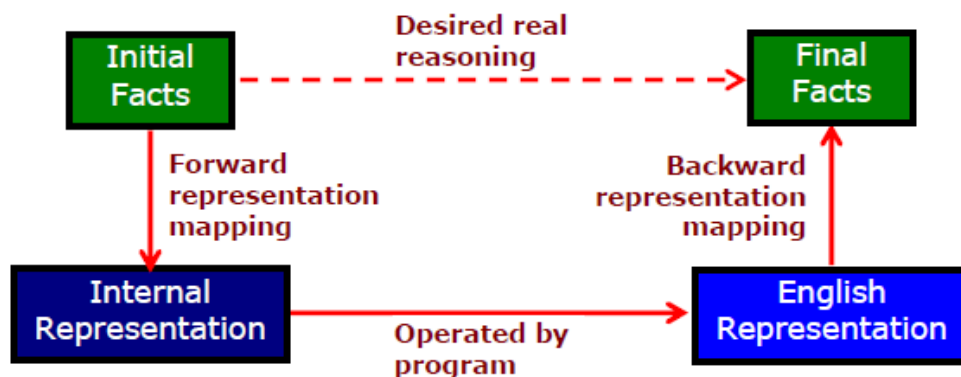 Initial
Facts
Desired real
reasoning
Final
Facts
Forward
representation
mapping
Backward
representation
mapping
Internal
Representation
Operated by
program
English
Representation